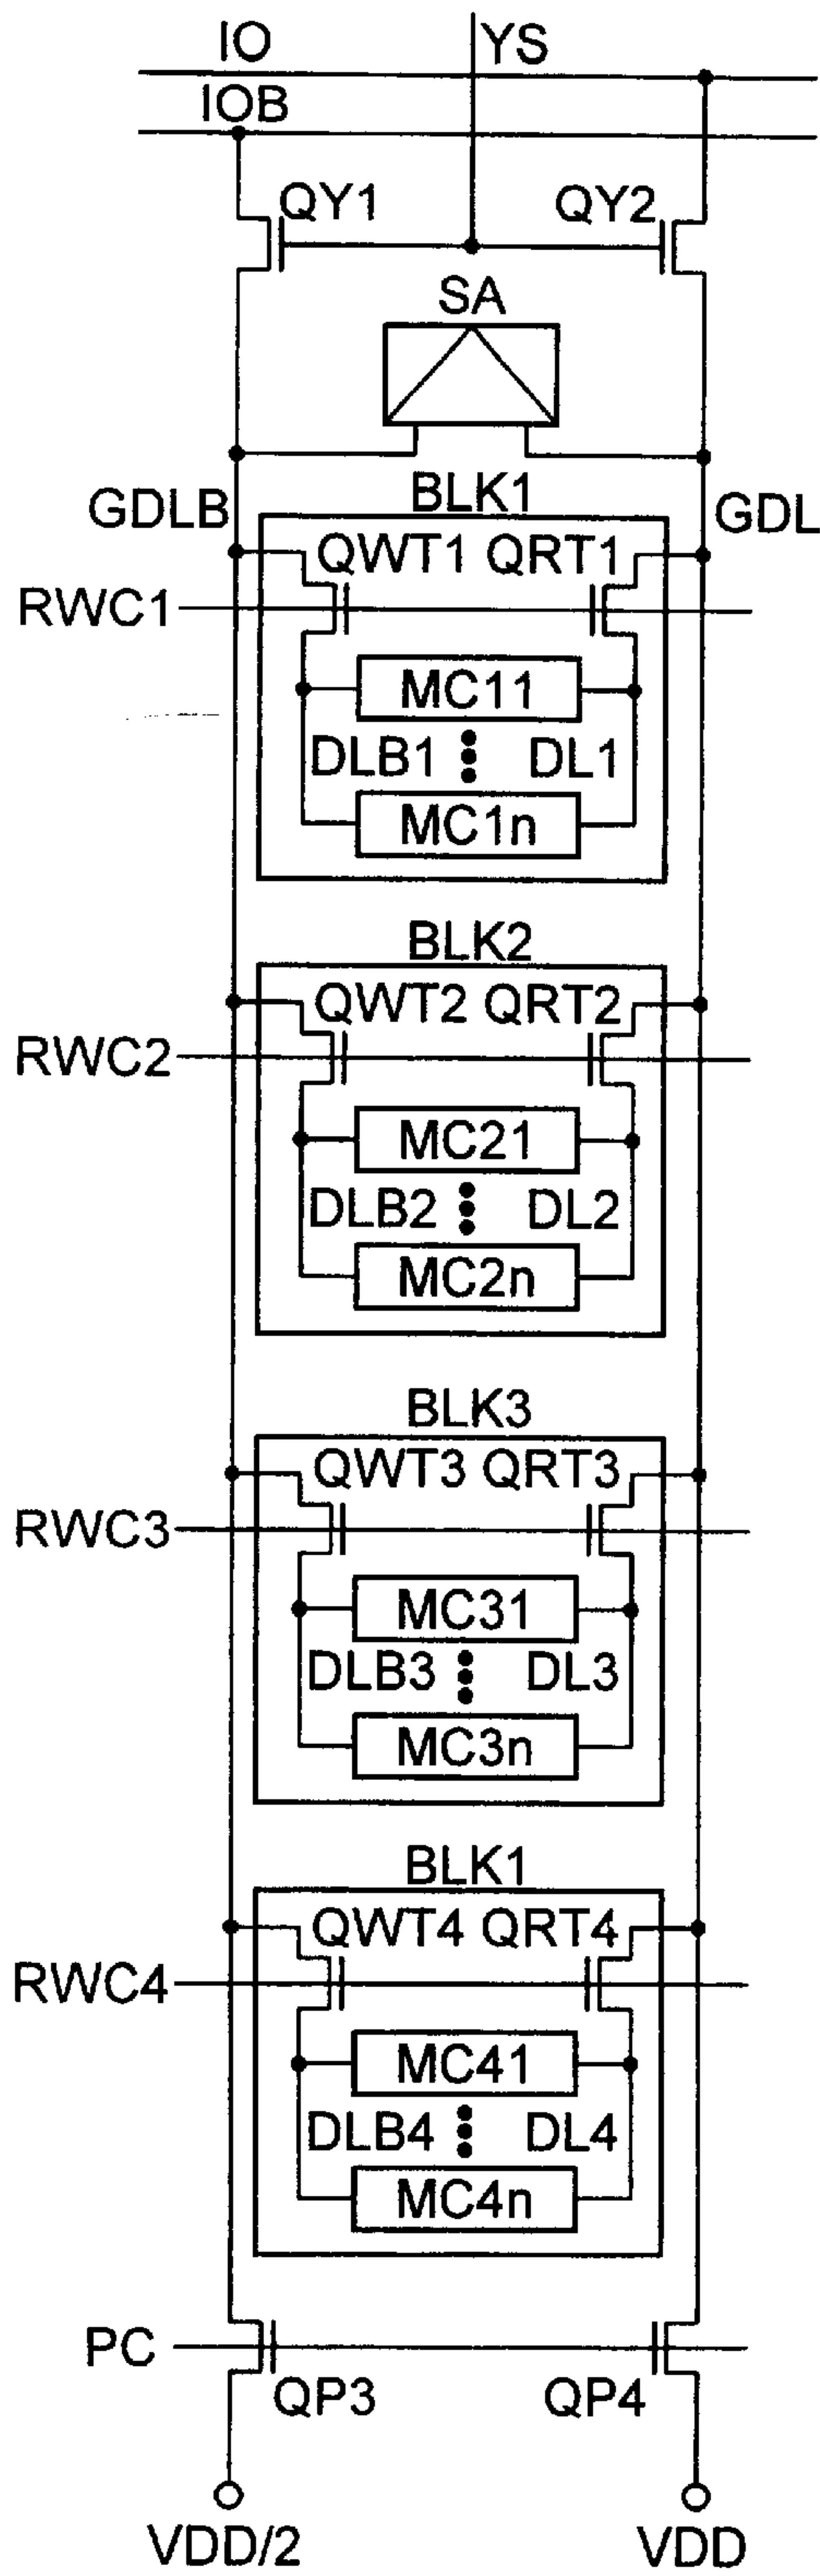 IO YS
IOB
QY1 QY2
SA
BLK1
GDLB GDL
QWT1 QRT1
RWC1
MC11
DLB1 DL1
MC1n
BLK2
QWT2 QRT2
RWC2
MC21
DLB2 DL2
MC2n
BLK3
QWT3 QRT3
RWC3
MC31
DLB3 DL3
MC3n
BLK1
QWT4 QRT4
RWC4
MC41
DLB4 DL4
MC4n
PC
QP3 QP4
VDD/2 VDD